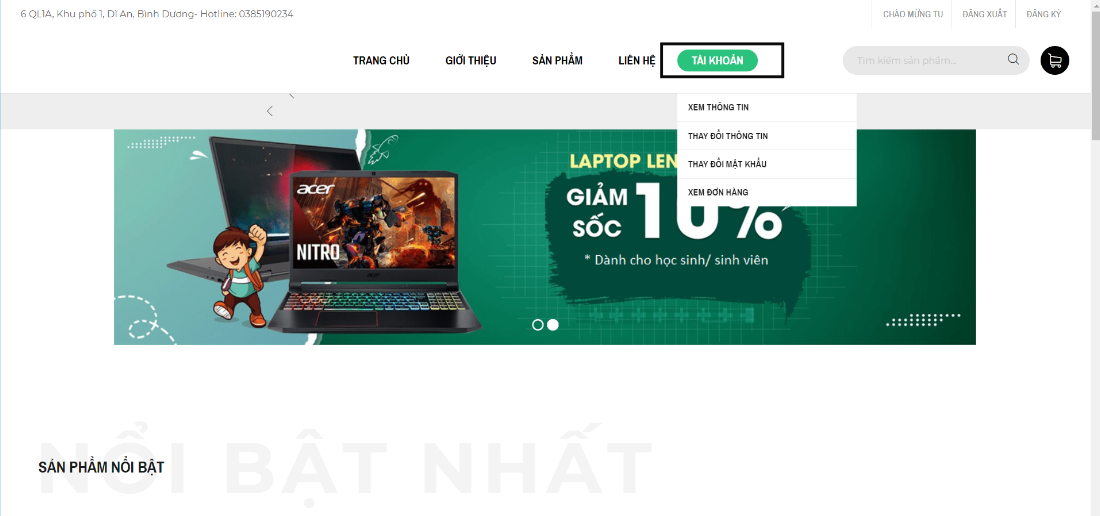 6 QL1A, Khu phố 1, Dĩ An, Bình Dương- Hotline: 0385190234
CHÀO MỪNG TU
ĐĂNG XUẤT
ĐĂNG KÝ
TRANG CHỦ
GIỚI THIỆU
SẢN PHẨM
LIÊN HỆ
TÀI KHOẢN
Tìm kiếm sản phẩm...
XEM THÔNG TIN
THAY ĐỔI THÔNG TIN
THAY ĐỔI MẬT KHẨU
XEM ĐƠN HÀNG
acer
NITRO
LAPTOP LEN
GIẢM
SỐC
10%
* Dành cho học sinh/ sinh viên
NỔI BẬT NHẤT
SẢN PHẨM NỔI BẬT